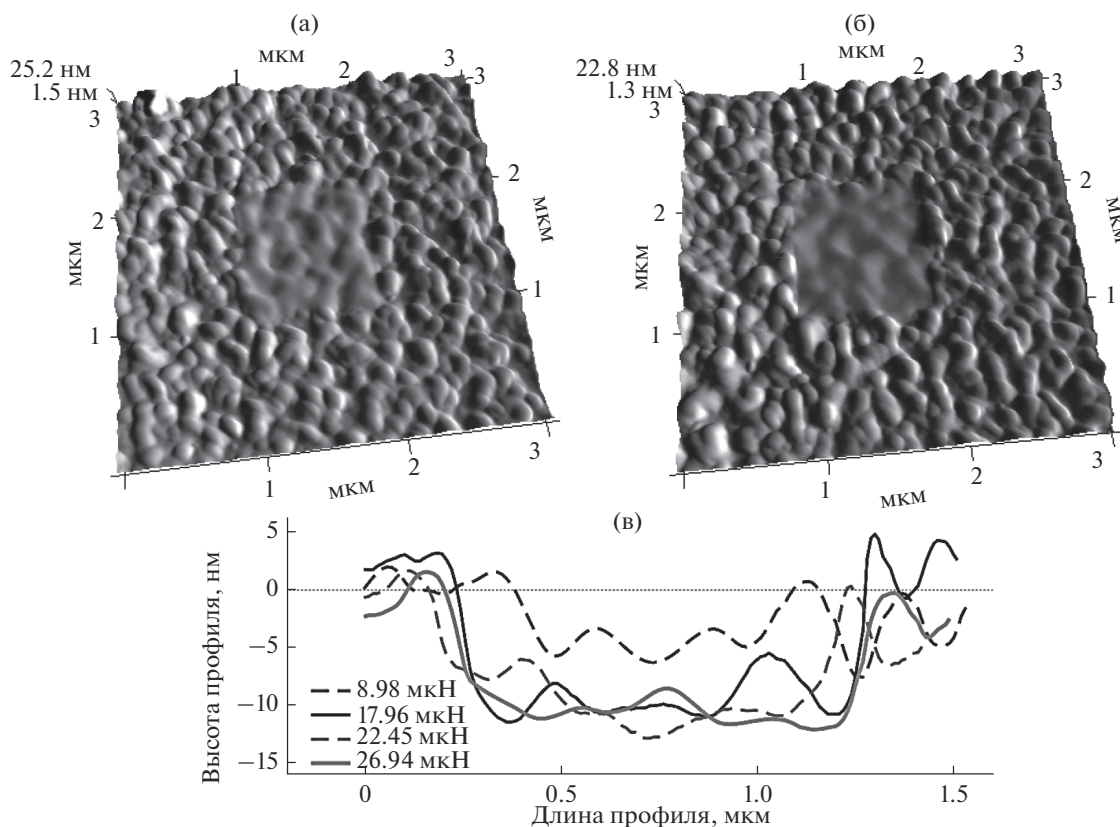 (а)
(б)
мкм
мкм
25.2 нм
1.5 нм
3
2
1
1
2
3
3
2
1
мкм
мкм
1
2
3
мкм
22.8 нм
1.3 нм
3
2
1
1
2
3
3
2
1
мкм
мкм
1
2
3
мкм
(в)
Высота профиля, нм
5
0
−5
−10
−15
8.98 мкН
17.96 мкН
22.45 мкН
26.94 мкН
0
0.5
1.0
1.5
Длина профиля, мкм